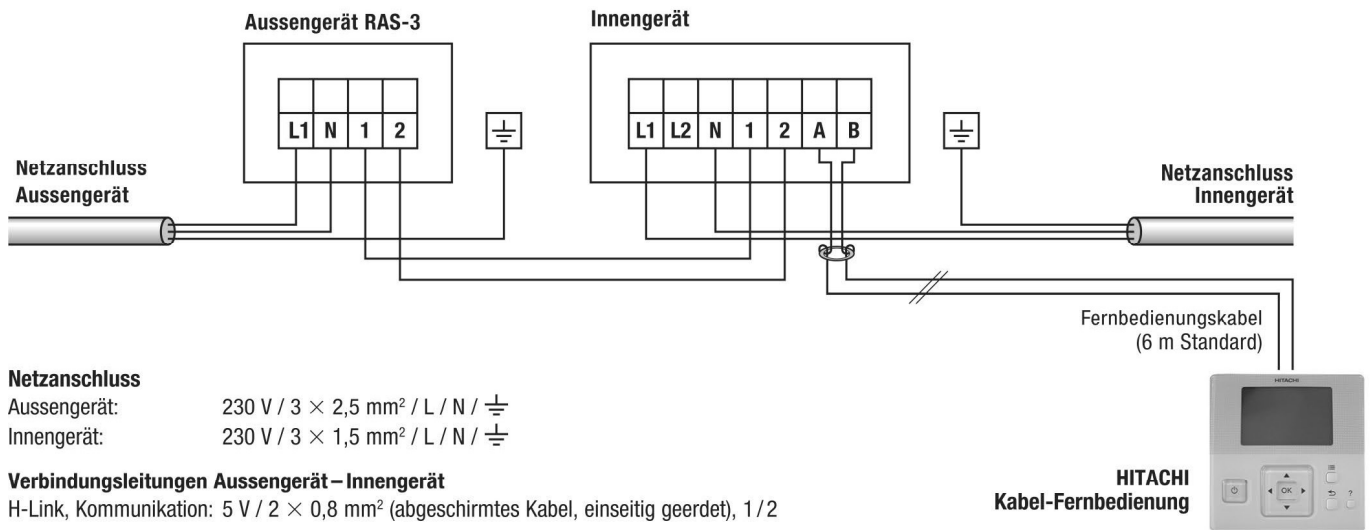 Aussengerät RAS-3
Innengerät
L1 N 1 2
L1 L2 N 1 2 A B
Netzanschluss
Aussengerät
Netzanschluss
Innengerät
Fernbedienungskabel
(6 m Standard)
Netzanschluss
Aussengerät: 230 V / 3 × 2,5 mm² / L / N / ⏚
Innengerät: 230 V / 3 × 1,5 mm² / L / N / ⏚
Verbindungsleitungen Aussengerät – Innengerät
H-Link, Kommunikation: 5 V / 2 × 0,8 mm² (abgeschirmtes Kabel, einseitig geerdet), 1 / 2
HITACHI
Kabel-Fernbedienung
HITACHI
OK
?